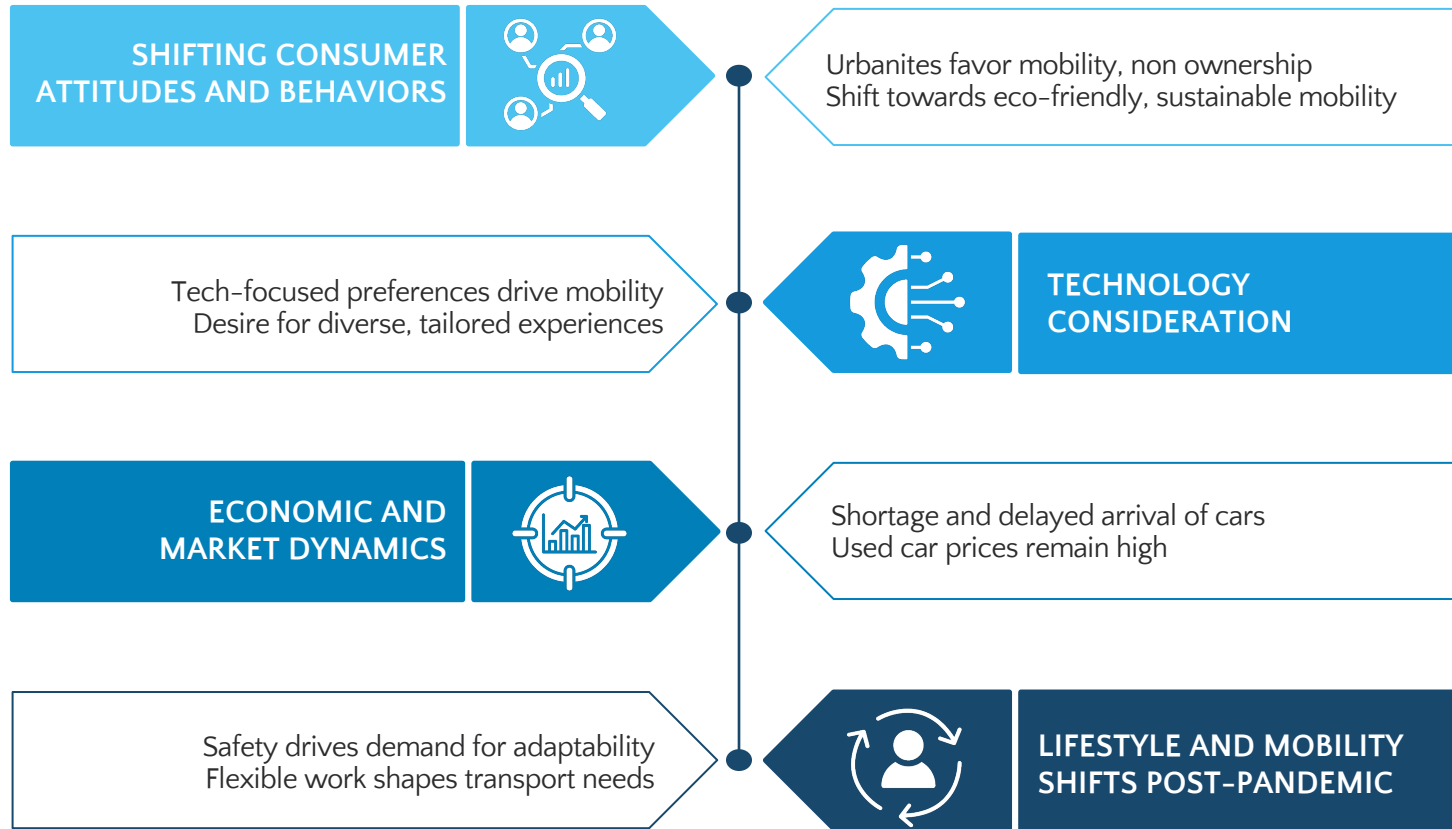 SHIFTING CONSUMER
ATTITUDES AND BEHAVIORS
Urbanites favor mobility, non ownership
Shift towards eco-friendly, sustainable mobility
Tech-focused preferences drive mobility
Desire for diverse, tailored experiences
TECHNOLOGY
CONSIDERATION
ECONOMIC AND
MARKET DYNAMICS
Shortage and delayed arrival of cars
Used car prices remain high
Safety drives demand for adaptability
Flexible work shapes transport needs
LIFESTYLE AND MOBILITY
SHIFTS POST-PANDEMIC